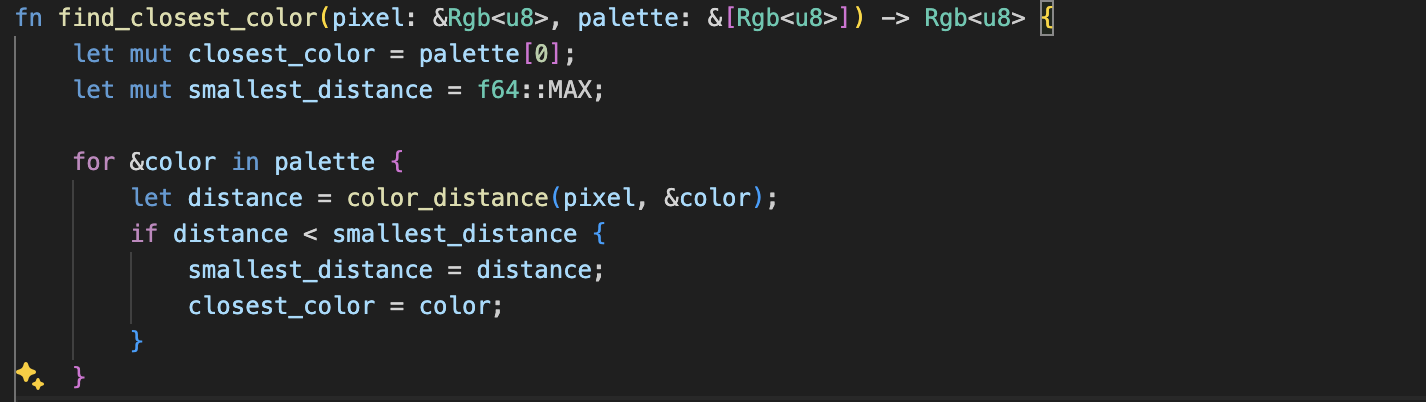 fn find_closest_color(pixel: &Rgb<u8>, palette: &[Rgb<u8>]) -> Rgb<u8> {
    let mut closest_color = palette[0];
    let mut smallest_distance = f64::MAX;

    for &color in palette {
        let distance = color_distance(pixel, &color);
        if distance < smallest_distance {
            smallest_distance = distance;
            closest_color = color;
        }
    }